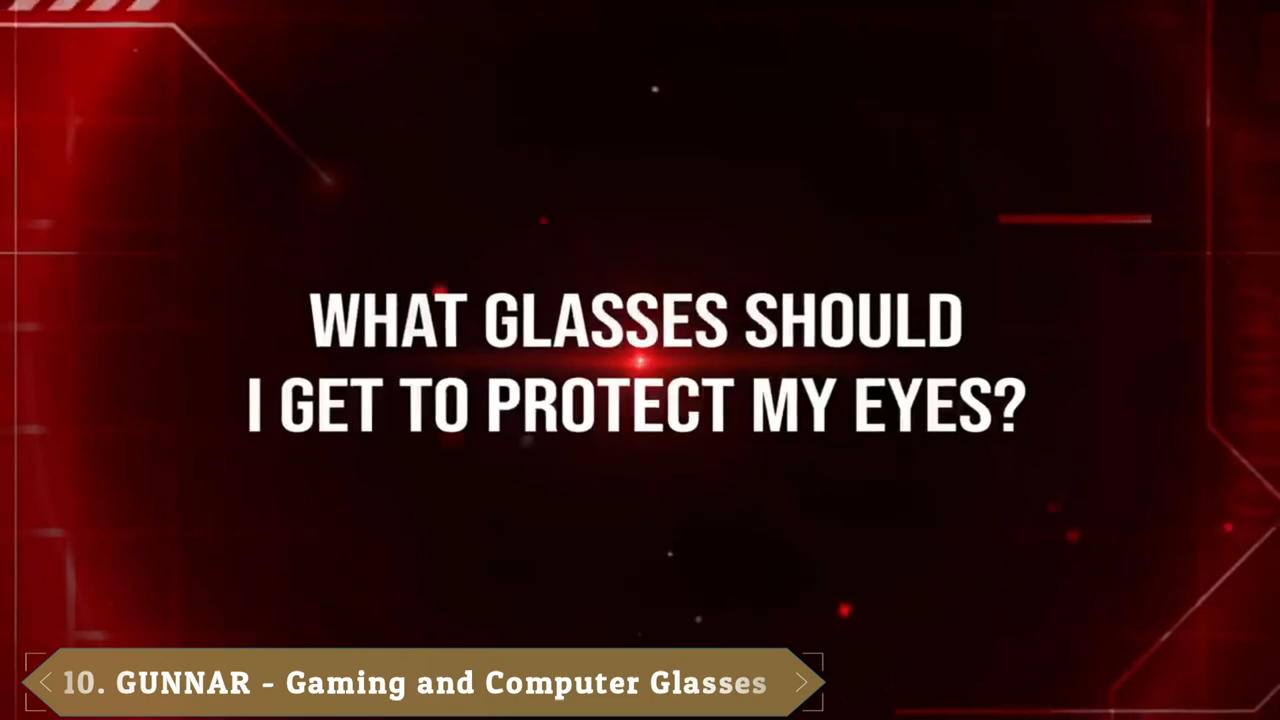 WHAT GLASSES SHOULD
I GET TO PROTECT MY EYES?
10. GUNNAR - Gaming and Computer Glasses